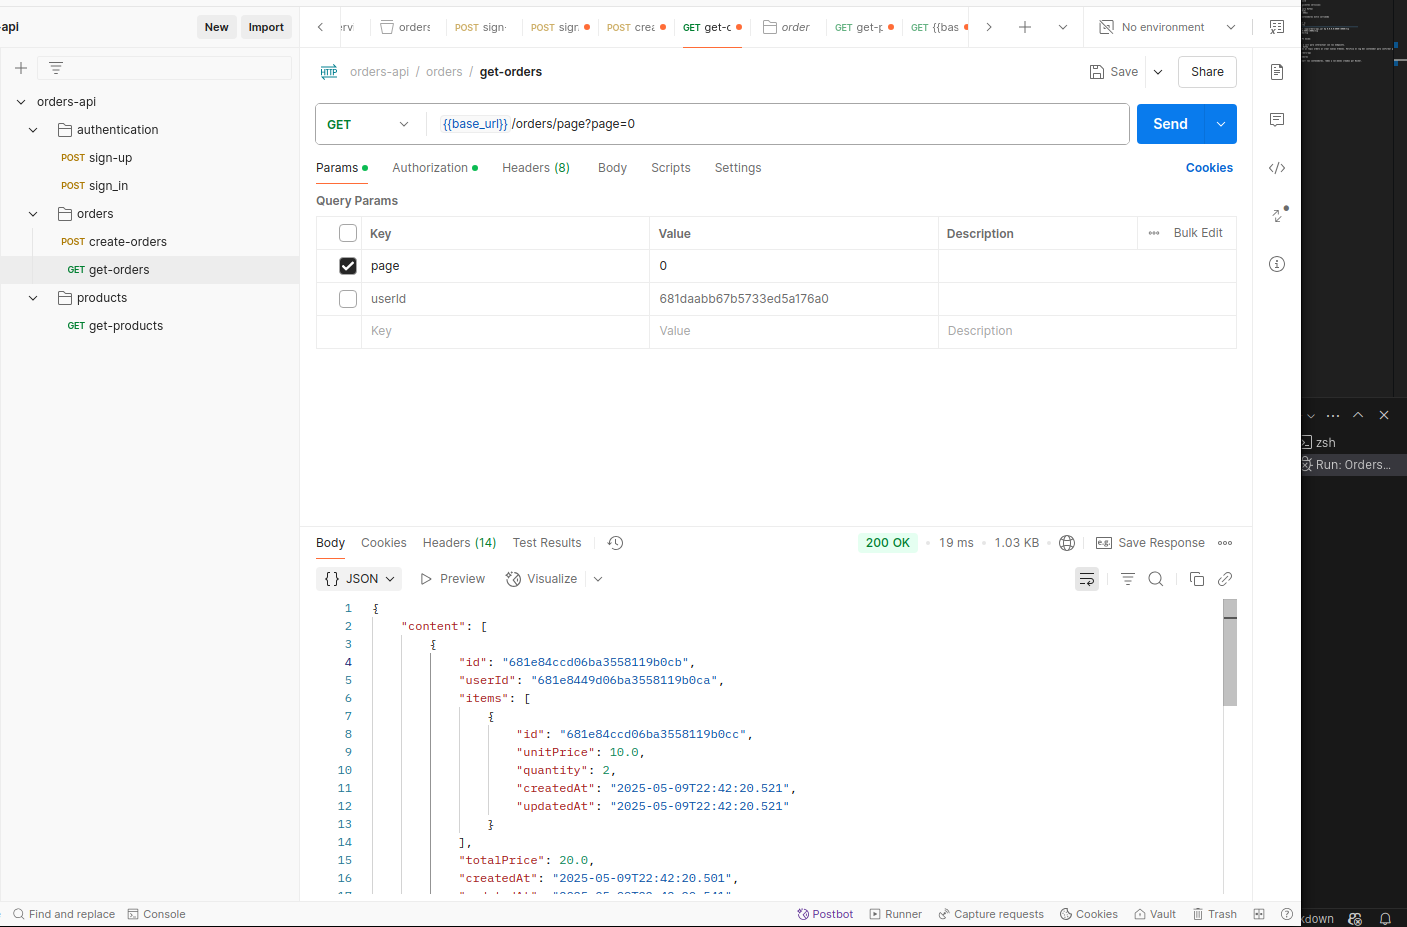 -api
New
Import
orders-api
authentication
POST sign-up
POST sign_in
orders
POST create-orders
GET get-orders
products
GET get-products
erv
orders
POST sign-
POST sign
POST crea
GET get-c
order
GET get-p
GET {{bas
No environment
HTTP
orders-api / orders / get-orders
Save
Share
GET
{{base_url}}/orders/page?page=0
Send
Params
Authorization
Headers (8)
Body
Scripts
Settings
Cookies
Query Params
Key Value Description Bulk Edit
page 0
userId 681daabb67b5733ed5a176a0
Key Value Description
Body
Cookies
Headers (14)
Test Results
200 OK
19 ms
1.03 KB
e.g.
Save Response
{} JSON
Preview
Visualize
1 {
2 "content": [
3 {
4 "id": "681e84ccd06ba3558119b0cb",
5 "userId": "681e8449d06ba3558119b0ca",
6 "items": [
7 {
8 "id": "681e84ccd06ba3558119b0cc",
9 "unitPrice": 10.0,
10 "quantity": 2,
11 "createdAt": "2025-05-09T22:42:20.521",
12 "updatedAt": "2025-05-09T22:42:20.521"
13 }
14 ],
15 "totalPrice": 20.0,
16 "createdAt": "2025-05-09T22:42:20.501",
Find and replace
Console
Postbot
Runner
Capture requests
Cookies
Vault
Trash
zsh
Run: Orders...
kdown